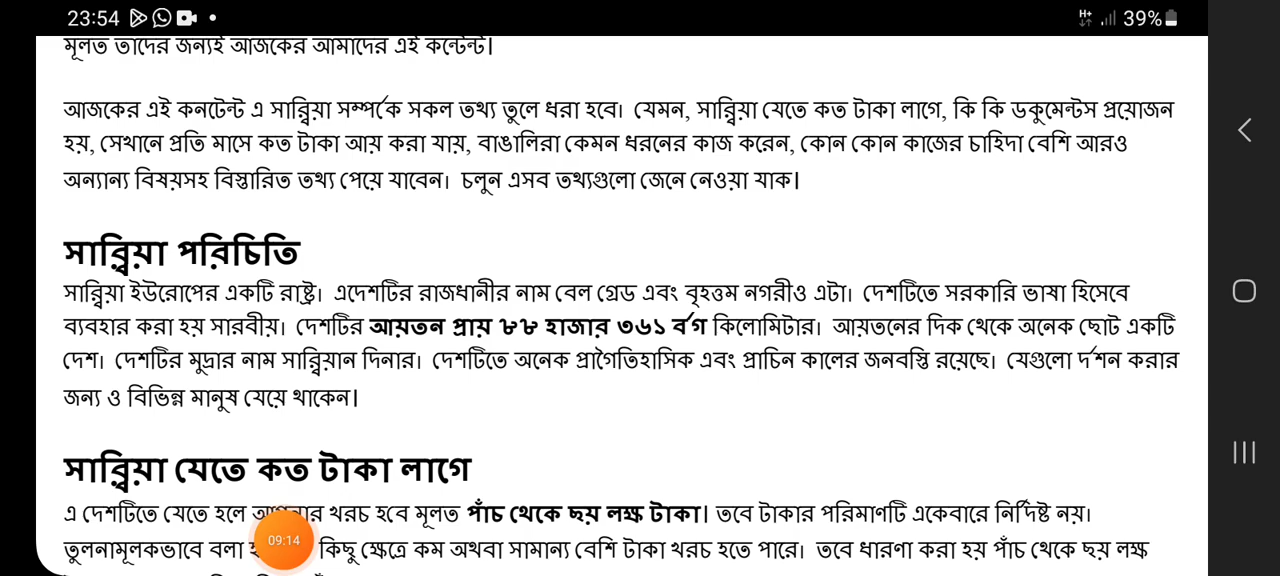 23:54
H+
39%
মূলত তাদের জন্যই আজকের আমাদের এই কন্টেন্ট।
আজকের এই কনটেন্ট এ সার্বিয়া সম্পর্কে সকল তথ্য তুলে ধরা হবে। যেমন, সার্বিয়া যেতে কত টাকা লাগে, কি কি ডকুমেন্টস প্রয়োজন
হয়, সেখানে প্রতি মাসে কত টাকা আয় করা যায়, বাঙালিরা কেমন ধরনের কাজ করেন, কোন কোন কাজের চাহিদা বেশি আরও
অন্যান্য বিষয়সহ বিস্তারিত তথ্য পেয়ে যাবেন। চলুন এসব তথ্যগুলো জেনে নেওয়া যাক।
সার্বিয়া পরিচিতি
সার্বিয়া ইউরোপের একটি রাষ্ট্র। এদেশটির রাজধানীর নাম বেল গ্রেড এবং বৃহত্তম নগরীও এটা। দেশটিতে সরকারি ভাষা হিসেবে
ব্যবহার করা হয় সারবীয়। দেশটির আয়তন প্রায় ৮৮ হাজার ৩৬১ বর্গ কিলোমিটার। আয়তনের দিক থেকে অনেক ছোট একটি
দেশ। দেশটির মুদ্রার নাম সার্বিয়ান দিনার। দেশটিতে অনেক প্রাগৈতিহাসিক এবং প্রাচিন কালের জনবস্তি রয়েছে। যেগুলো দর্শন করার
জন্য ও বিভিন্ন মানুষ যেয়ে থাকেন।
সার্বিয়া যেতে কত টাকা লাগে
এ দেশটিতে যেতে হলে খরচ হবে মূলত পাঁচ থেকে ছয় লক্ষ টাকা। তবে টাকার পরিমাণটি একেবারে নির্দিষ্ট নয়।
09:14
তুলনামূলকভাবে বলা কিছু ক্ষেত্রে কম অথবা সামান্য বেশি টাকা খরচ হতে পারে। তবে ধারণা করা হয় পাঁচ থেকে ছয় লক্ষ